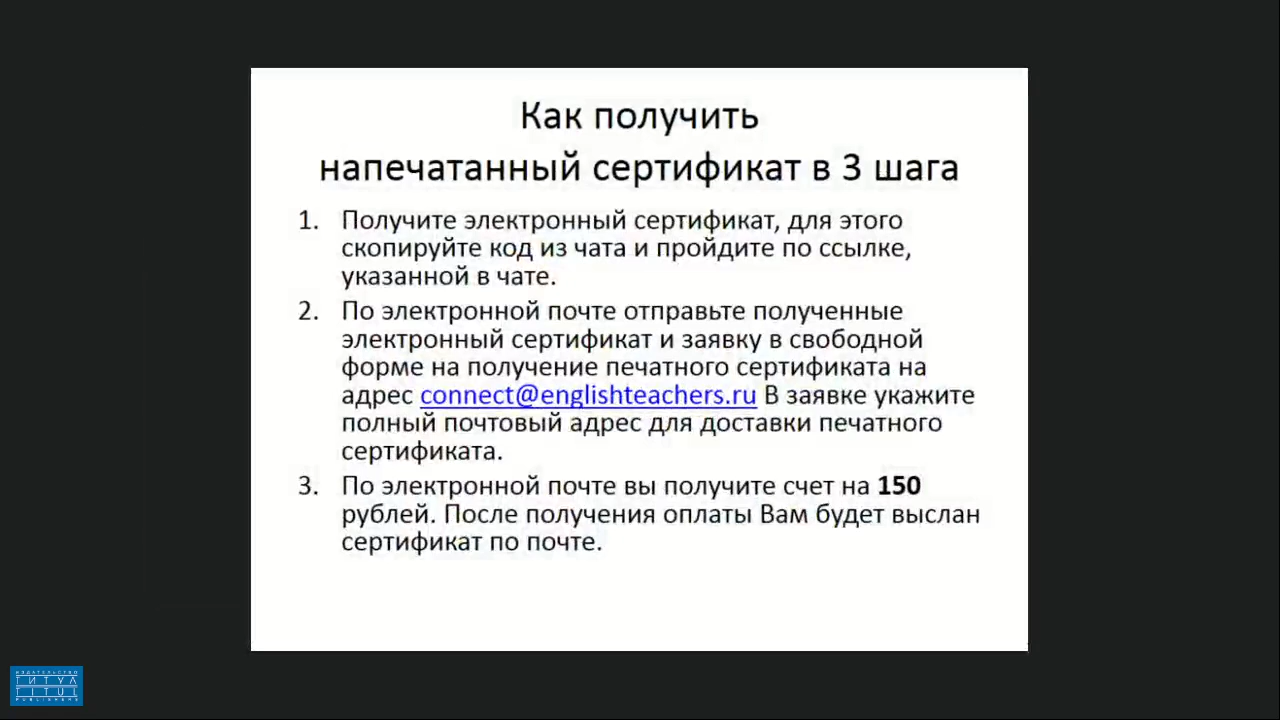 Как получить
напечатанный сертификат в 3 шага
1. Получите электронный сертификат, для этого
скопируйте код из чата и пройдите по ссылке,
указанной в чате.
2. По электронной почте отправьте полученные
электронный сертификат и заявку в свободной
форме на получение печатного сертификата на
адрес connect@englishteachers.ru В заявке укажите
полный почтовый адрес для доставки печатного
сертификата.
3. По электронной почте вы получите счет на 150
рублей. После получения оплаты Вам будет выслан
сертификат по почте.
ИЗДАТЕЛЬСТВО
ТИТУЛ
TITUL
PUBLISHERS